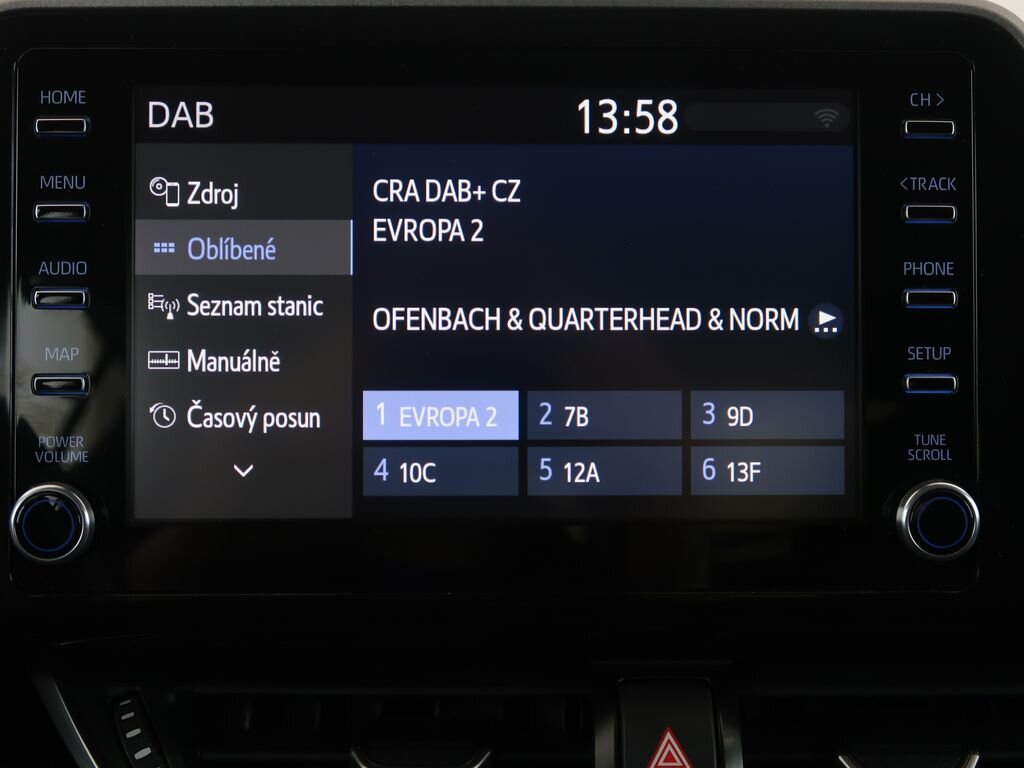 HOME
MENU
AUDIO
MAP
POWER
VOLUME
DAB
13:58
Zdroj
Oblíbené
Seznam stanic
Manuálně
Časový posun
CRA DAB+ CZ
EVROPA 2
OFENBACH & QUARTERHEAD & NORM
1 EVROPA 2
2 7B
3 9D
4 10C
5 12A
6 13F
CH >
<TRACK
PHONE
SETUP
TUNE
SCROLL